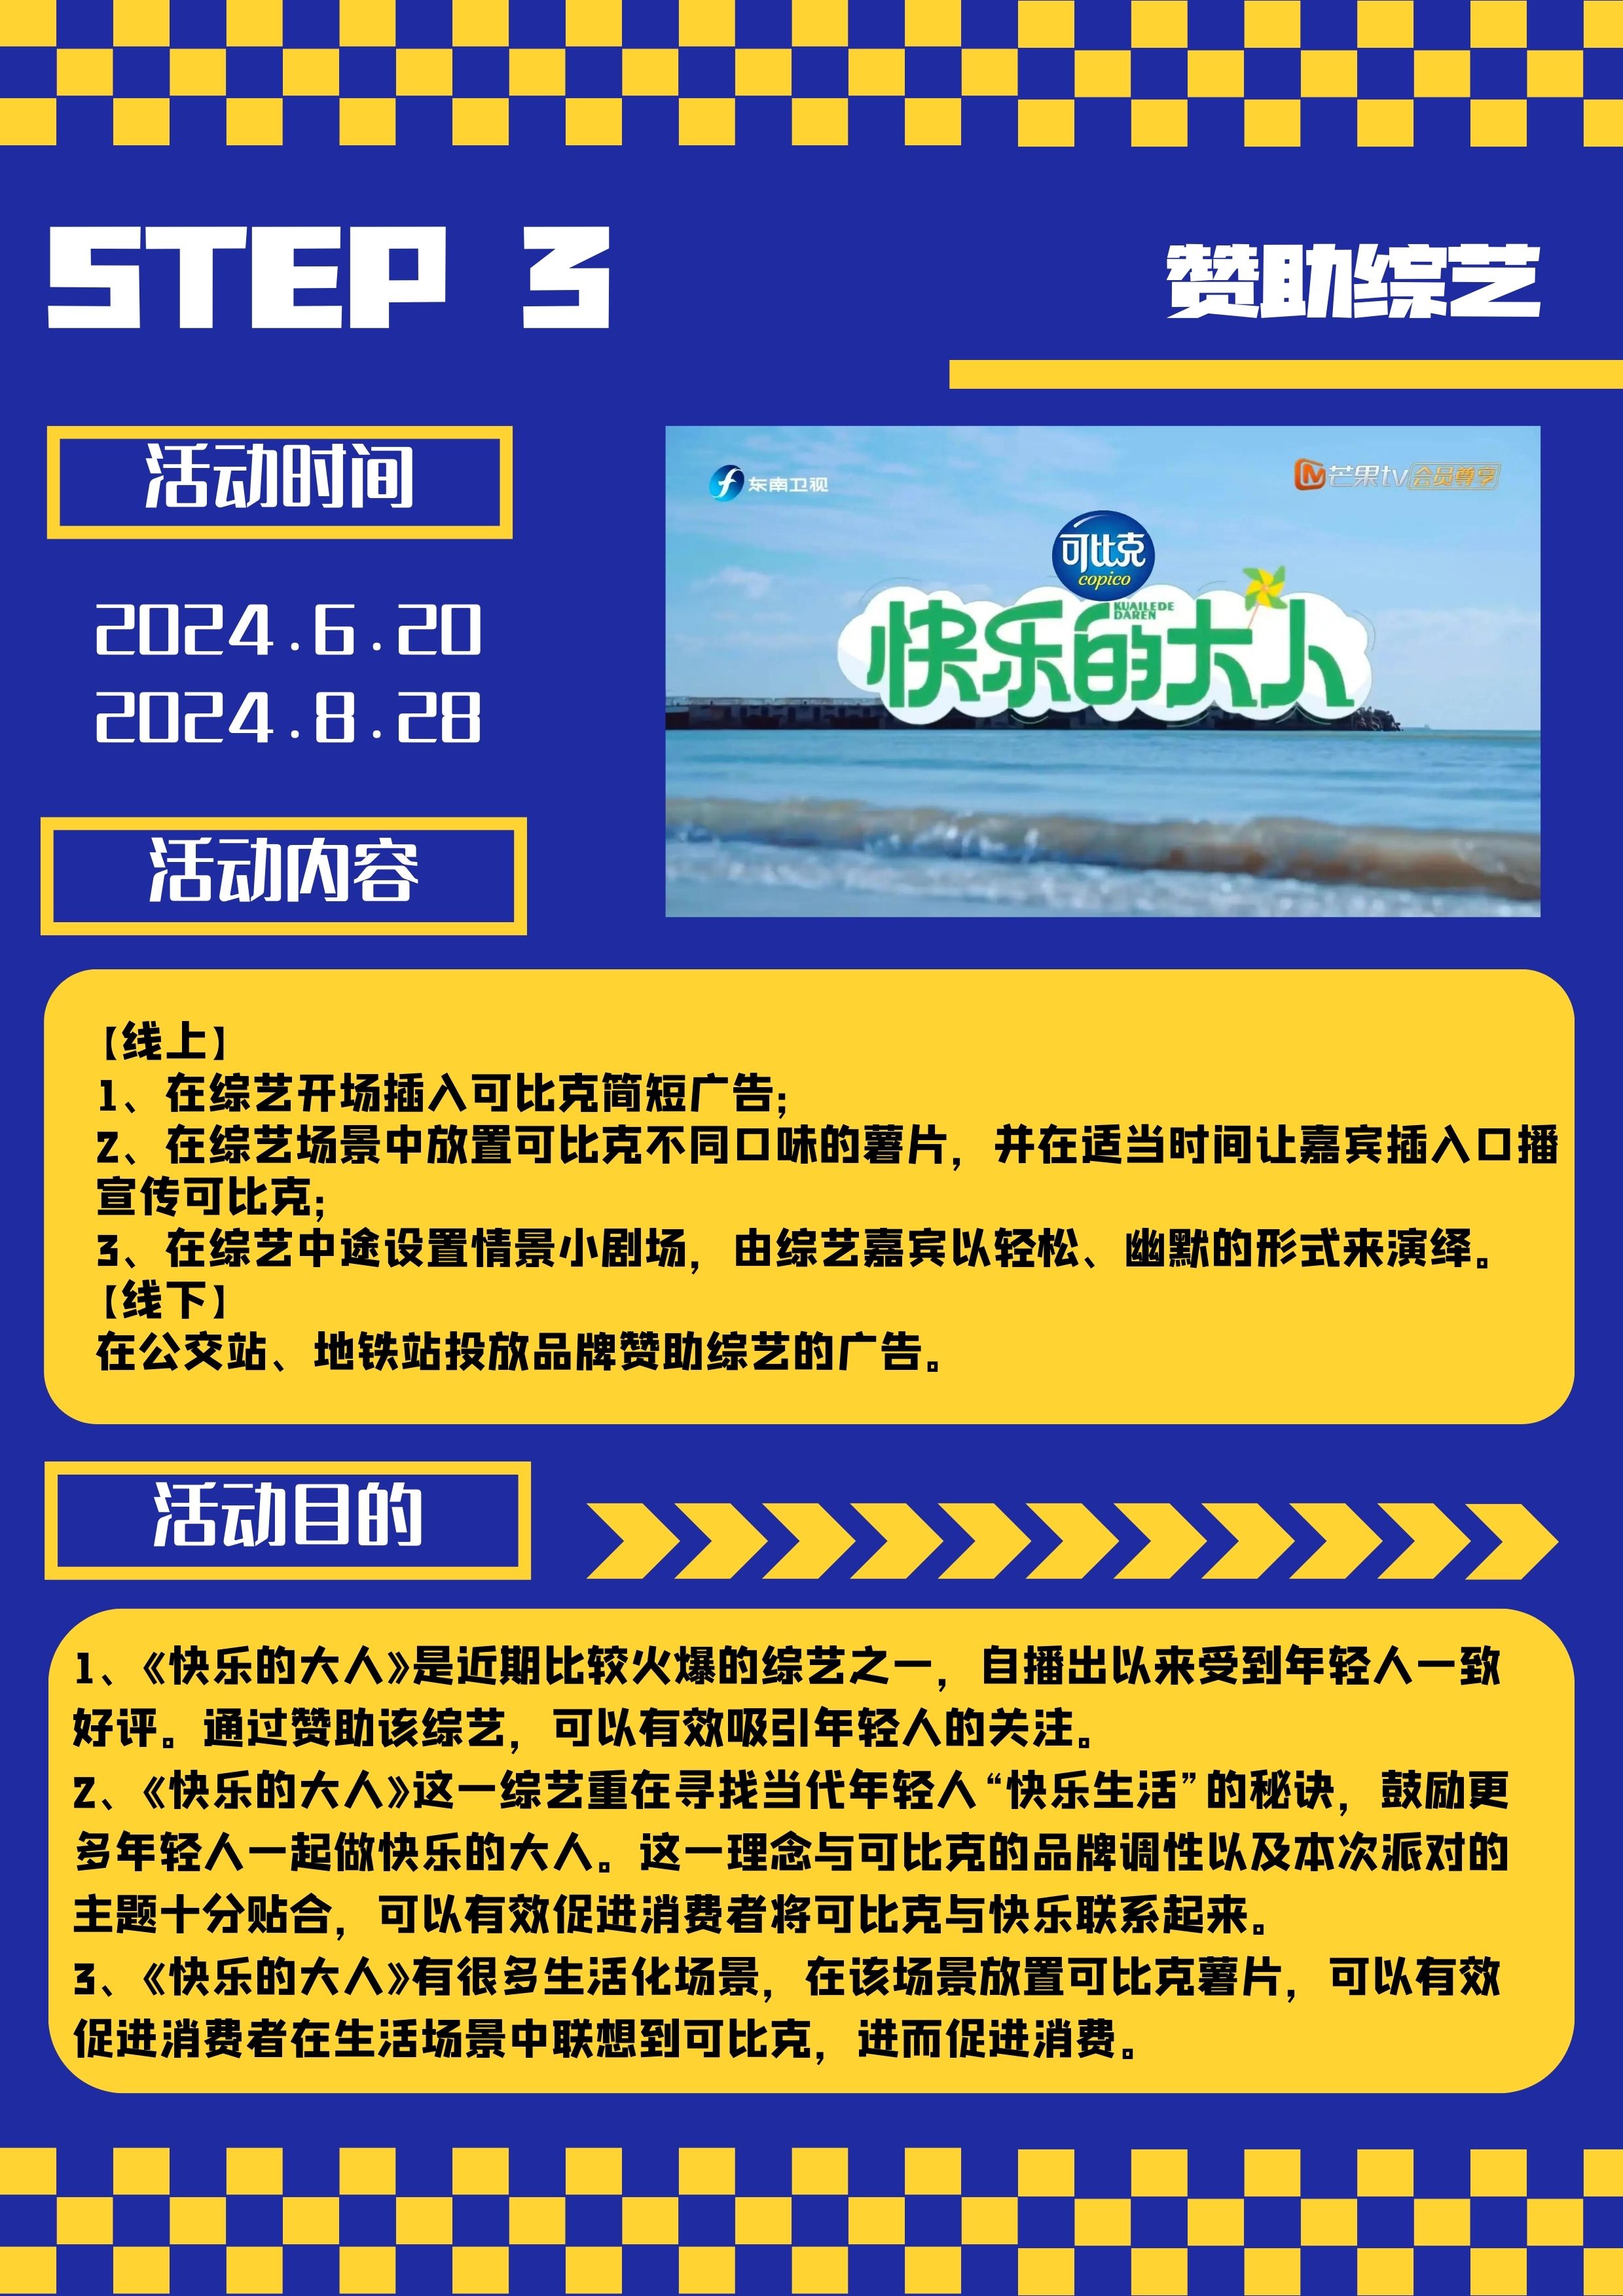 STEP 3
赞助综艺
活动时间
2024.6.20
2024.8.28
东南卫视
芒果tv会员尊享
可比克
copico
KUAILEDE
DAREN
快乐的大人
活动内容
【线上】
1、在综艺开场插入可比克简短广告；
2、在综艺场景中放置可比克不同口味的薯片，并在适当时间让嘉宾插入口播
宣传可比克；
3、在综艺中途设置情景小剧场，由综艺嘉宾以轻松、幽默的形式来演绎。
【线下】
在公交站、地铁站投放品牌赞助综艺的广告。
活动目的
1、《快乐的大人》是近期比较火爆的综艺之一，自播出以来受到年轻人一致
好评。通过赞助该综艺，可以有效吸引年轻人的关注。
2、《快乐的大人》这一综艺重在寻找当代年轻人“快乐生活”的秘诀，鼓励更
多年轻人一起做快乐的大人。这一理念与可比克的品牌调性以及本次派对的
主题十分贴合，可以有效促进消费者将可比克与快乐联系起来。
3、《快乐的大人》有很多生活化场景，在该场景放置可比克薯片，可以有效
促进消费者在生活场景中联想到可比克，进而促进消费。